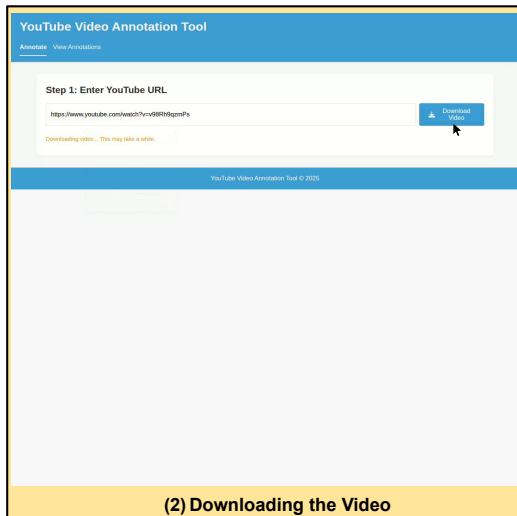 YouTube Video Annotation Tool
Annotate View Annotations
Step 1: Enter YouTube URL
https://www.youtube.com/watch?v=v98Rh9qzmPs
Download
Video
Downloading video... This may take a while.
YouTube Video Annotation Tool © 2025
(2) Downloading the Video